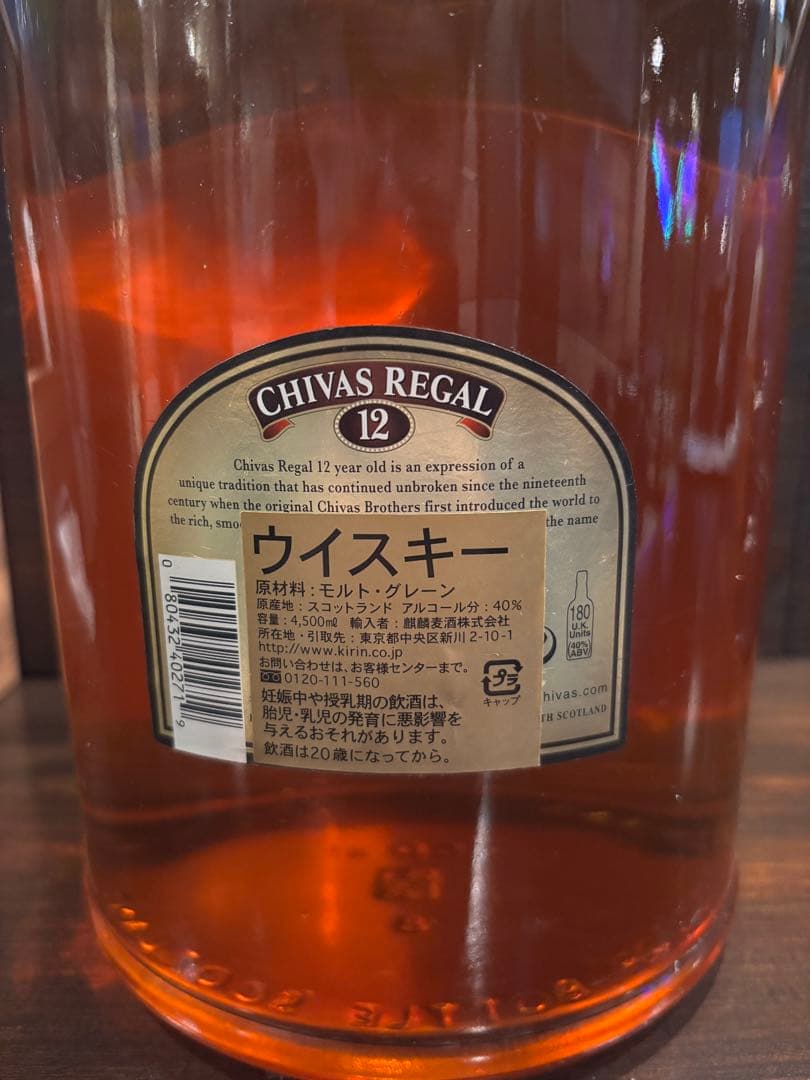 CHIVAS REGAL
12
Chivas Regal 12 year old is an expression of a
unique tradition that has continued unbroken since the nineteenth
century when the original Chivas Brothers first introduced the world to
the rich, the name
ウイスキー
原材料：モルト・グレーン
原産地：スコットランド アルコール分：40%
容量：4,500㎖ 輸入者：麒麟麦酒株式会社
所在地・引取先：東京都中央区新川2-10-1
http://www.kirin.co.jp
お問い合わせは、お客様センターまで。
0120-111-560
プラ
キャップ
妊娠中や授乳期の飲酒は、
胎児・乳児の発育に悪影響を
与えるおそれがあります。
飲酒は20歳になってから。
0 80432 40271 9
180
U.K.
Units
(40%
ABV)
chivas.com
SCOTLAND